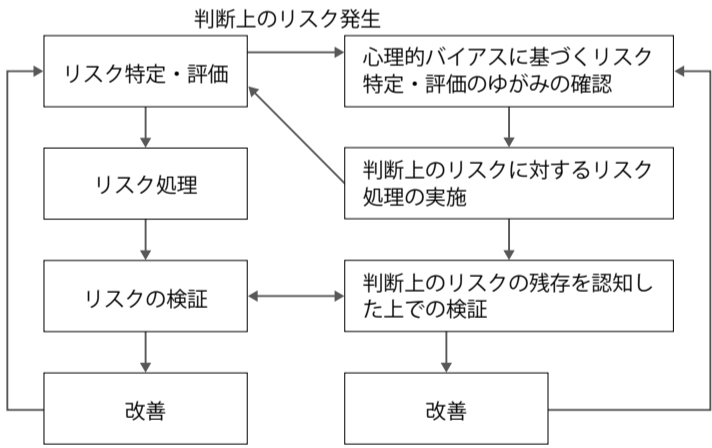 判断上のリスク発生
リスク特定・評価
心理的バイアスに基づくリスク
特定・評価のゆがみの確認
リスク処理
判断上のリスクに対するリスク
処理の実施
リスクの検証
判断上のリスクの残存を認知し
た上での検証
改善
改善